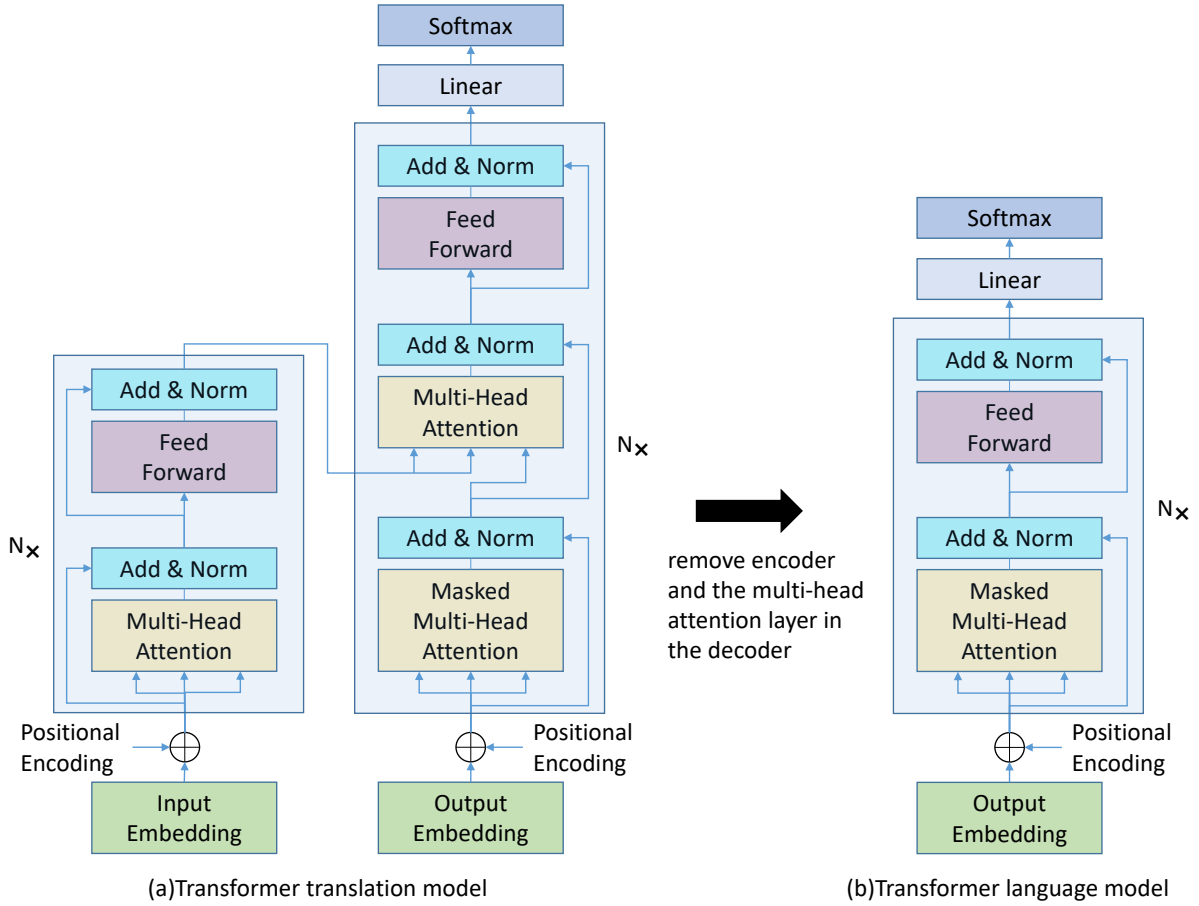 Softmax
Linear
Add & Norm
Feed
Forward
Add & Norm
Multi-Head
Attention
N×
Add & Norm
Masked
Multi-Head
Attention
Positional
Encoding
Output
Embedding
Add & Norm
Feed
Forward
N×
Add & Norm
Multi-Head
Attention
Positional
Encoding
Input
Embedding
(a)Transformer translation model
remove encoder
and the multi-head
attention layer in
the decoder
Softmax
Linear
Add & Norm
Feed
Forward
N×
Add & Norm
Masked
Multi-Head
Attention
Positional
Encoding
Output
Embedding
(b)Transformer language model